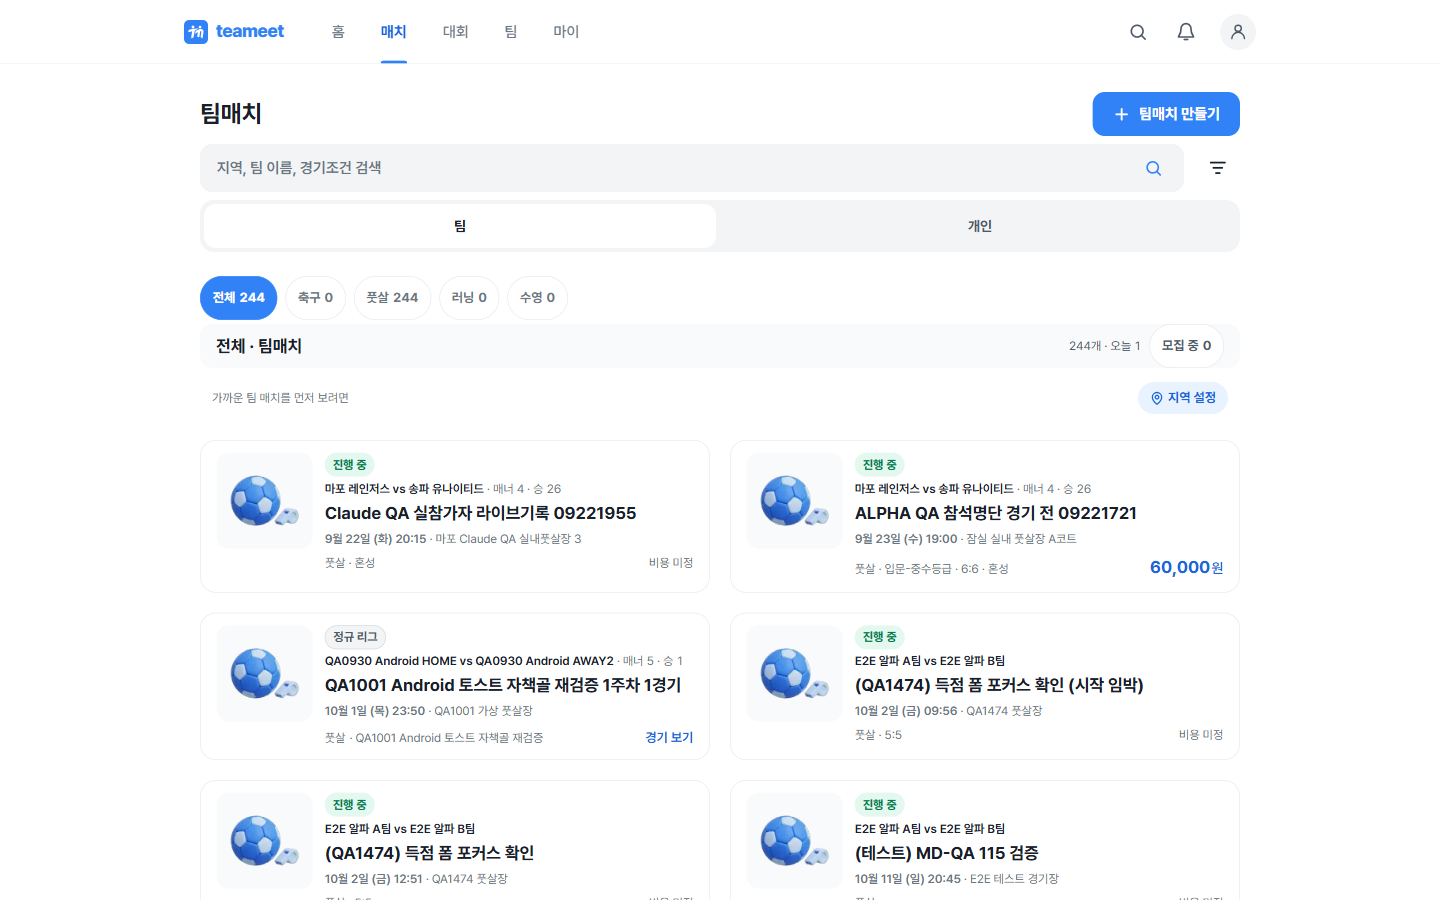 teameet 홈 매치 대회 팀 마이
팀매치
팀매치 만들기
지역, 팀 이름, 경기조건 검색
팀 개인
전체 244 축구 0 풋살 244 러닝 0 수영 0
전체 · 팀매치 244개 · 오늘 1 모집 중 0
가까운 팀 매치를 먼저 보려면 지역 설정
진행 중
마포 레인저스 vs 송파 유나이티드 · 매너 4 · 승 26
Claude QA 실참가자 라이브기록 09221955
9월 22일 (화) 20:15 · 마포 Claude QA 실내풋살장 3
풋살 · 혼성 비용 미정
진행 중
마포 레인저스 vs 송파 유나이티드 · 매너 4 · 승 26
ALPHA QA 참석명단 경기 전 09221721
9월 23일 (수) 19:00 · 잠실 실내 풋살장 A코트
풋살 · 입문-중수등급 · 6:6 · 혼성 60,000원
정규 리그
QA0930 Android HOME vs QA0930 Android AWAY2 · 매너 5 · 승 1
QA1001 Android 토스트 자책골 재검증 1주차 1경기
10월 1일 (목) 23:50 · QA1001 가상 풋살장
풋살 · QA1001 Android 토스트 자책골 재검증 경기 보기
진행 중
E2E 알파 A팀 vs E2E 알파 B팀
(QA1474) 득점 폼 포커스 확인 (시작 임박)
10월 2일 (금) 09:56 · QA1474 풋살장
풋살 · 5:5 비용 미정
진행 중
E2E 알파 A팀 vs E2E 알파 B팀
(QA1474) 득점 폼 포커스 확인
10월 2일 (금) 12:51 · QA1474 풋살장
진행 중
E2E 알파 A팀 vs E2E 알파 B팀
(테스트) MD-QA 115 검증
10월 11일 (일) 20:45 · E2E 테스트 경기장